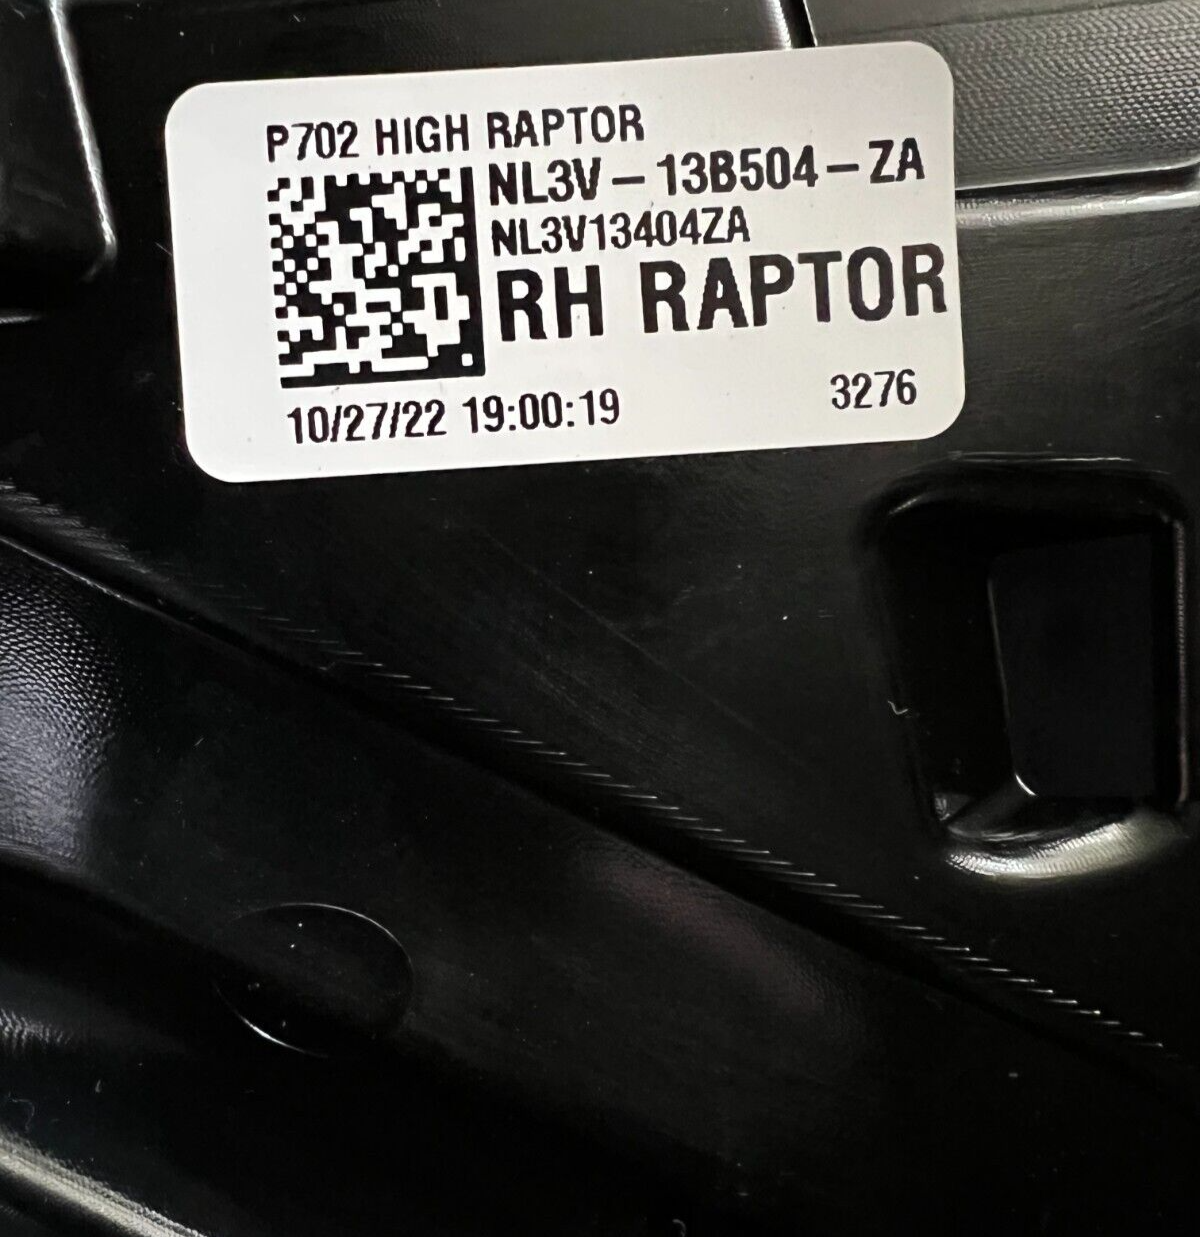 P702 HIGH RAPTOR
NL3V-13B504-ZA
NL3V13404ZA
RH RAPTOR
10/27/22 19:00:19 3276